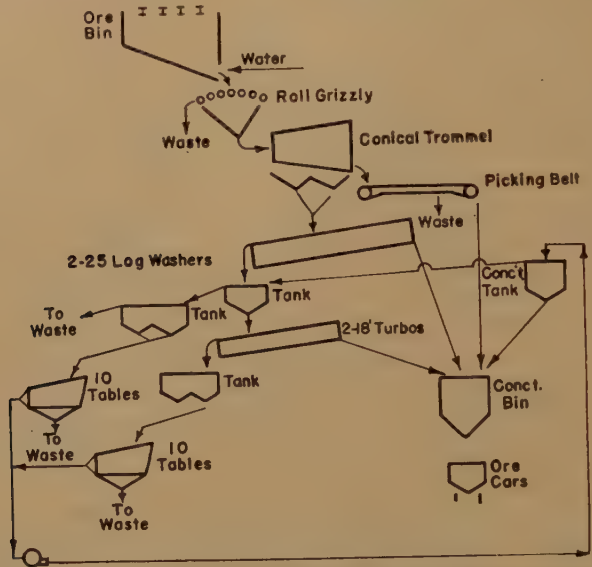 Ore
Bin
Water
Roll Grizzly
Waste
Conical Trommel
Picking Belt
Waste
2-25 Log Washers
Conc't
Tank
To
Waste
Tank
Tank
2-18' Turbos
10
Tables
Tank
Conct.
Bin
To
Waste
10
Tables
Ore
Cars
To
Waste